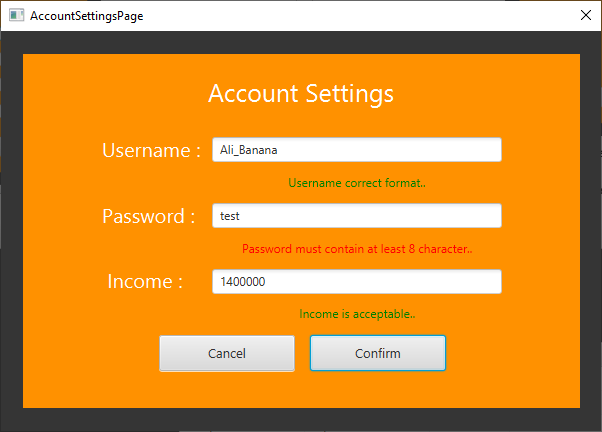 AccountSettingsPage
Account Settings
Username : Ali_Banana
Username correct format..
Password : test
Password must contain at least 8 character..
Income : 1400000
Income is acceptable..
Cancel Confirm